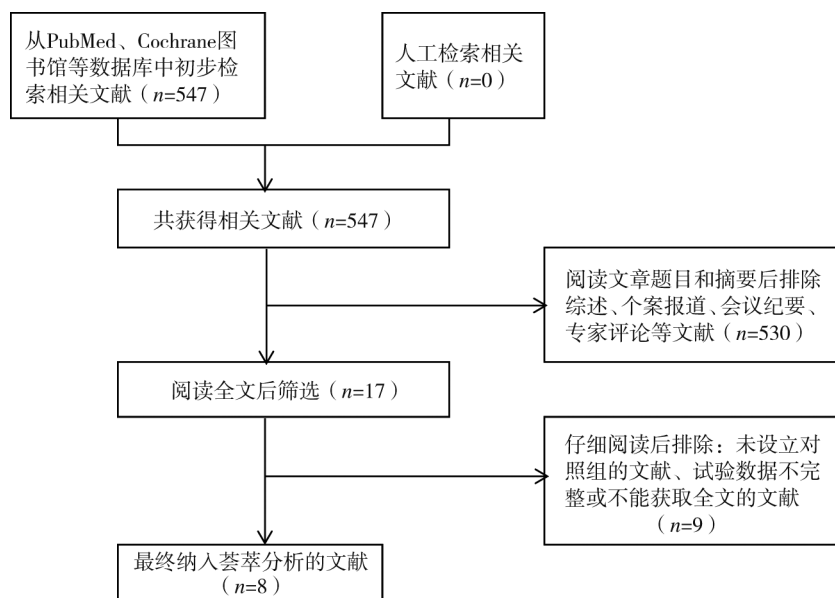 从PubMed、Cochrane图
书馆等数据库中初步检
索相关文献（n=547）
人工检索相关
文献（n=0）
共获得相关文献（n=547）
阅读文章题目和摘要后排除
综述、个案报道、会议纪要、
专家评论等文献（n=530）
阅读全文后筛选（n=17）
仔细阅读后排除：未设立对
照组的文献、试验数据不完
整或不能获取全文的文献
（n=9）
最终纳入荟萃分析的文献
（n=8）